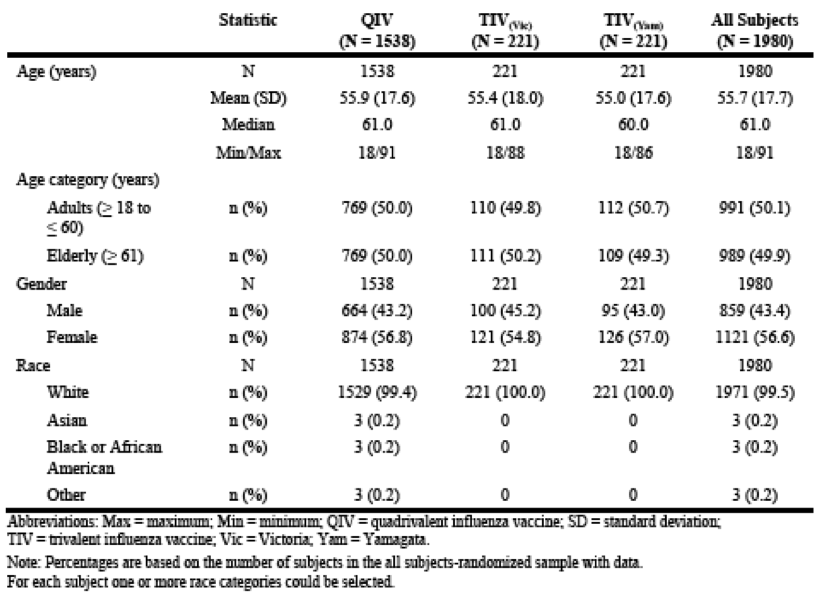 Statistic QIV TIV(Vic) TIV(Yam) All Subjects
(N = 1538) (N = 221) (N = 221) (N = 1980)
Age (years) N 1538 221 221 1980
Mean (SD) 55.9 (17.6) 55.4 (18.0) 55.0 (17.6) 55.7 (17.7)
Median 61.0 61.0 60.0 61.0
Min/Max 18/91 18/88 18/86 18/91
Age category (years)
Adults (≥ 18 to n (%) 769 (50.0) 110 (49.8) 112 (50.7) 991 (50.1)
≤ 60)
Elderly (≥ 61) n (%) 769 (50.0) 111 (50.2) 109 (49.3) 989 (49.9)
Gender N 1538 221 221 1980
Male n (%) 664 (43.2) 100 (45.2) 95 (43.0) 859 (43.4)
Female n (%) 874 (56.8) 121 (54.8) 126 (57.0) 1121 (56.6)
Race N 1538 221 221 1980
White n (%) 1529 (99.4) 221 (100.0) 221 (100.0) 1971 (99.5)
Asian n (%) 3 (0.2) 0 0 3 (0.2)
Black or African n (%) 3 (0.2) 0 0 3 (0.2)
American
Other n (%) 3 (0.2) 0 0 3 (0.2)
Abbreviations: Max = maximum; Min = minimum; QIV = quadrivalent influenza vaccine; SD = standard deviation;
TIV = trivalent influenza vaccine; Vic = Victoria; Yam = Yamagata.
Note: Percentages are based on the number of subjects in the all subjects-randomized sample with data.
For each subject one or more race categories could be selected.